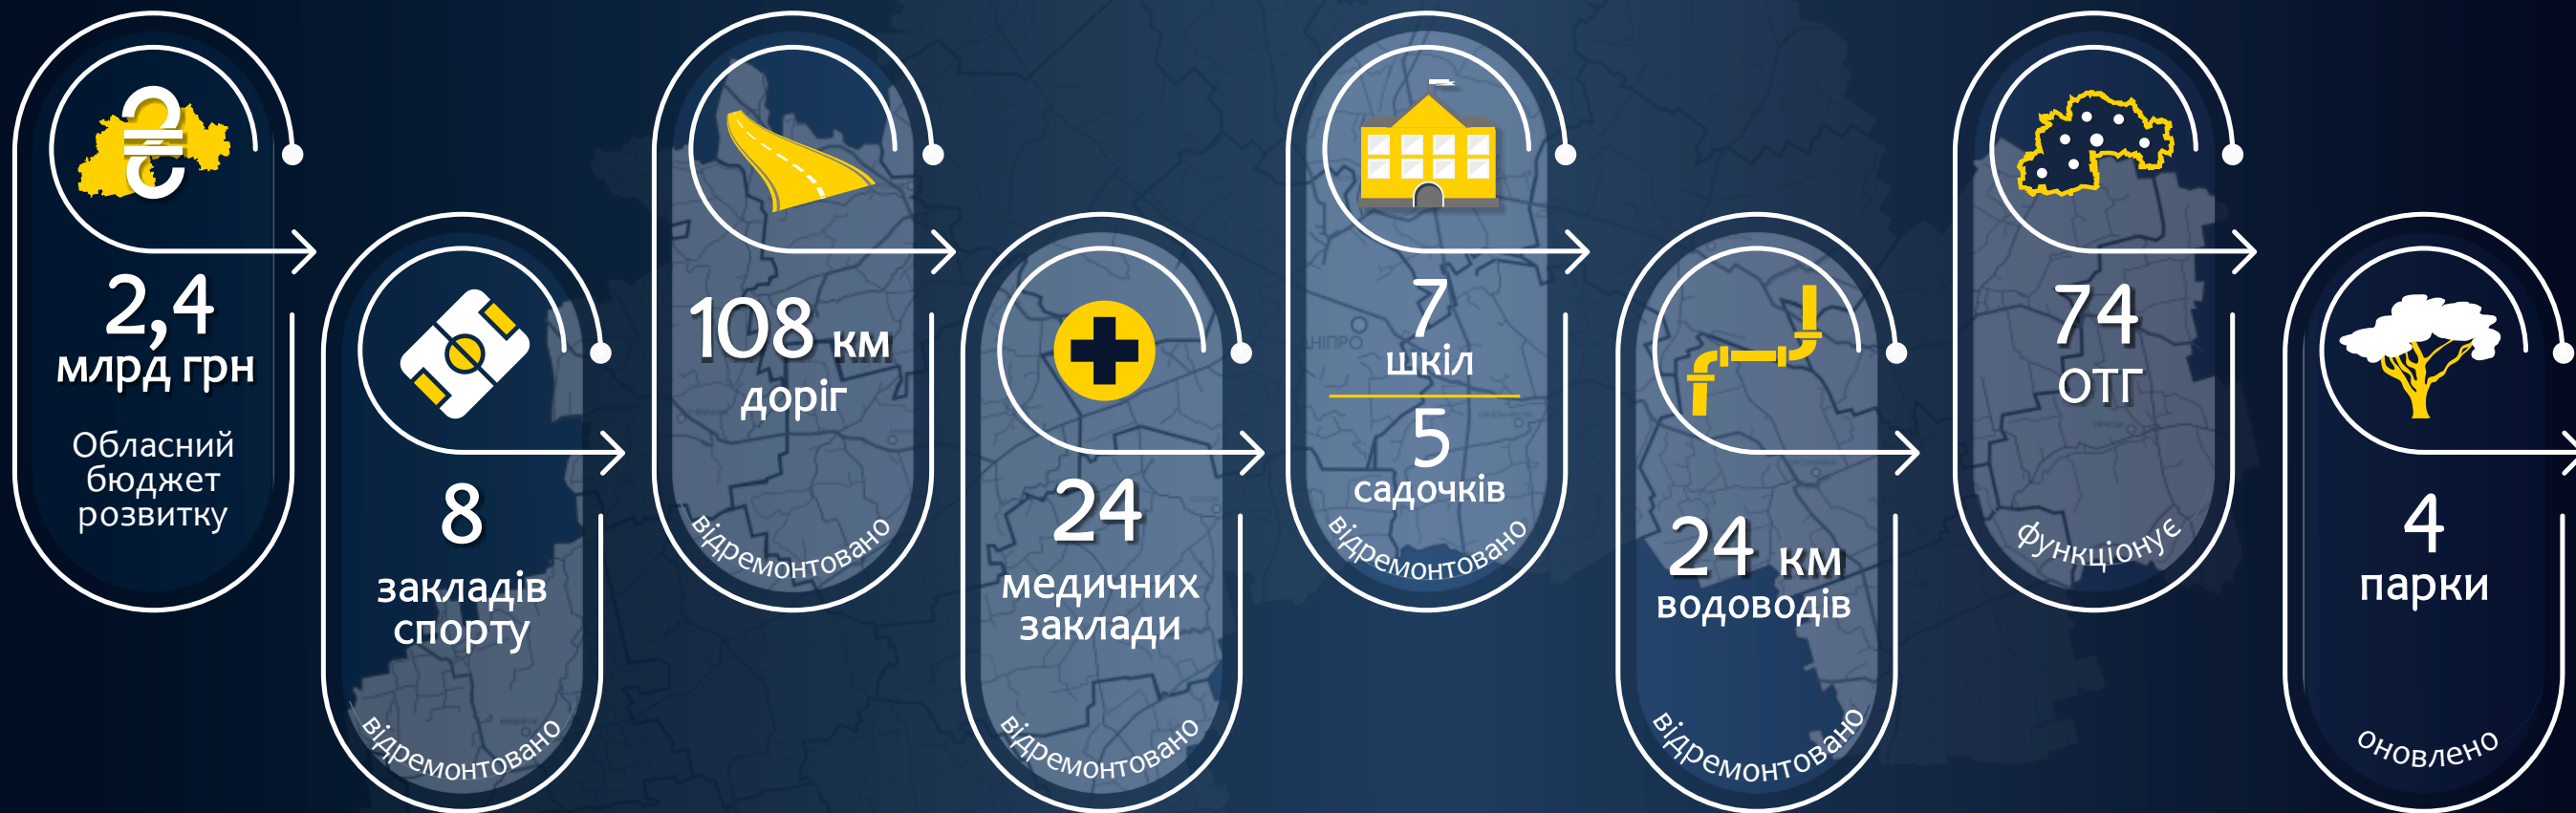 2,4
млрд грн
Обласний
бюджет
розвитку
8
закладів
спорту
відремонтовано
108 км
доріг
відремонтовано
24
медичних
заклади
відремонтовано
7
шкіл
5
садочків
відремонтовано
24 км
водоводів
відремонтовано
74
ОТГ
функціонує
4
парки
оновлено